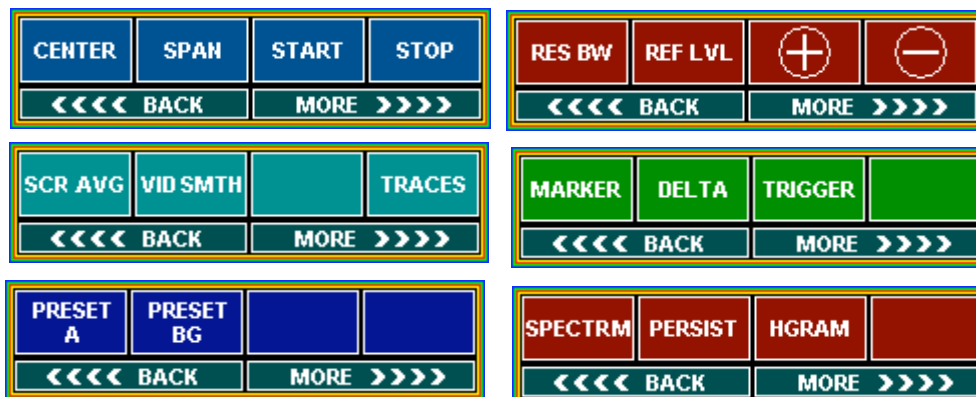 CENTER SPAN START STOP
<<<< BACK MORE >>>>
RES BW REF LVL + −
<<<< BACK MORE >>>>
SCR AVG VID SMTH TRACES
<<<< BACK MORE >>>>
MARKER DELTA TRIGGER
<<<< BACK MORE >>>>
PRESET A PRESET BG
<<<< BACK MORE >>>>
SPECTRM PERSIST HGRAM
<<<< BACK MORE >>>>